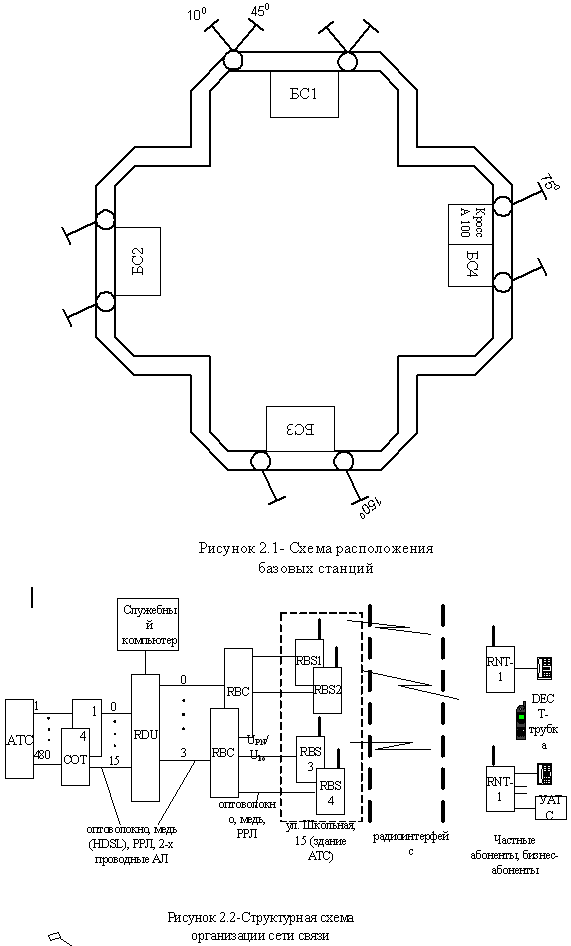 10⁰
45⁰
БС1
75⁰
Кросс
А 100
БС4
БС2
БС3
150⁰
Рисунок 2.1- Схема расположения
базовых станций
Служебны
й
компьютер
АТС
1
480
1
4
СОТ
0
15
RDU
0
3
RBC
RBC
UPN/
RBS1
RBS2
RBS
3
RBS
4
RNT-
1
DEC
T-
трубк
а
RNT-
1
УАТ
С
оптоволокно, медь
(HDSL), РРЛ, 2-х
проводные АЛ
оптоволокн
о, медь,
РРЛ
ул. Школьная,
15 (здание
АТС)
радиоинтерфей
с
Частные
абоненты, бизнес-
абоненты
Рисунок 2.2-Структурная схема
организации сети связи